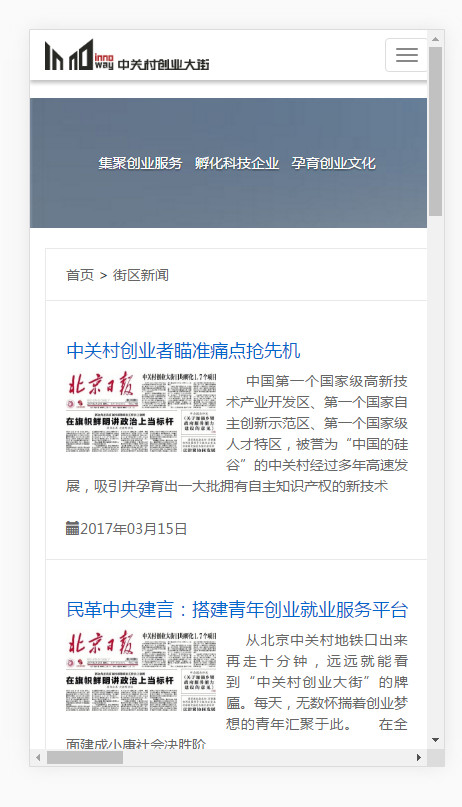 inno
way 中关村创业大街
集聚创业服务 孵化科技企业 孕育创业文化
首页 > 街区新闻
中关村创业者瞄准痛点抢先机
北京日报
在旗帜鲜明讲政治上当标杆
中国第一个国家级高新技
术产业开发区、第一个国家自
主创新示范区、第一个国家级
人才特区，被誉为“中国的硅
谷”的中关村经过多年高速发
展，吸引并孕育出一大批拥有自主知识产权的新技术
2017年03月15日
民革中央建言：搭建青年创业就业服务平台
北京日报
在旗帜鲜明讲政治上当标杆
从北京中关村地铁口出来
再走十分钟，远远就能看
到“中关村创业大街”的牌
匾。每天，无数怀揣着创业梦
想的青年汇聚于此。 在全
面建成小康社会决胜阶